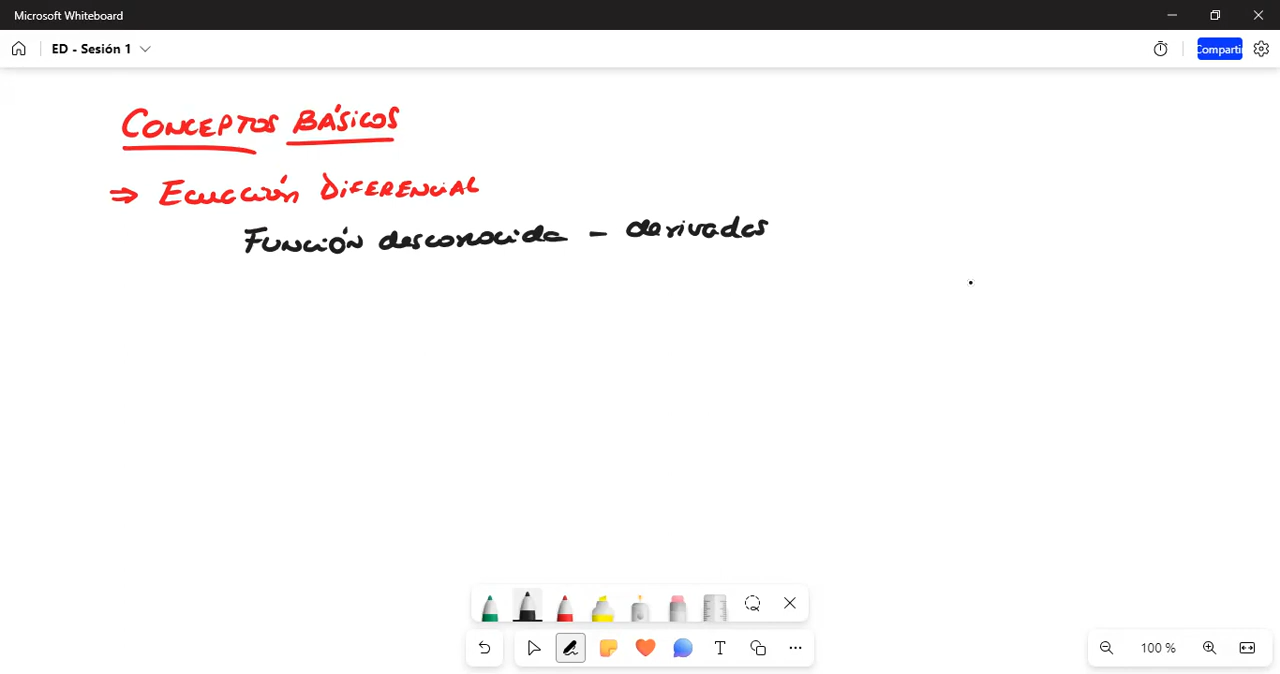 Microsoft Whiteboard
ED - Sesión 1
Compartir
CONCEPTOS BÁSICOS
⇒ Ecuación DIFERENCIAL
Función desconocida - derivadas
T
100 %